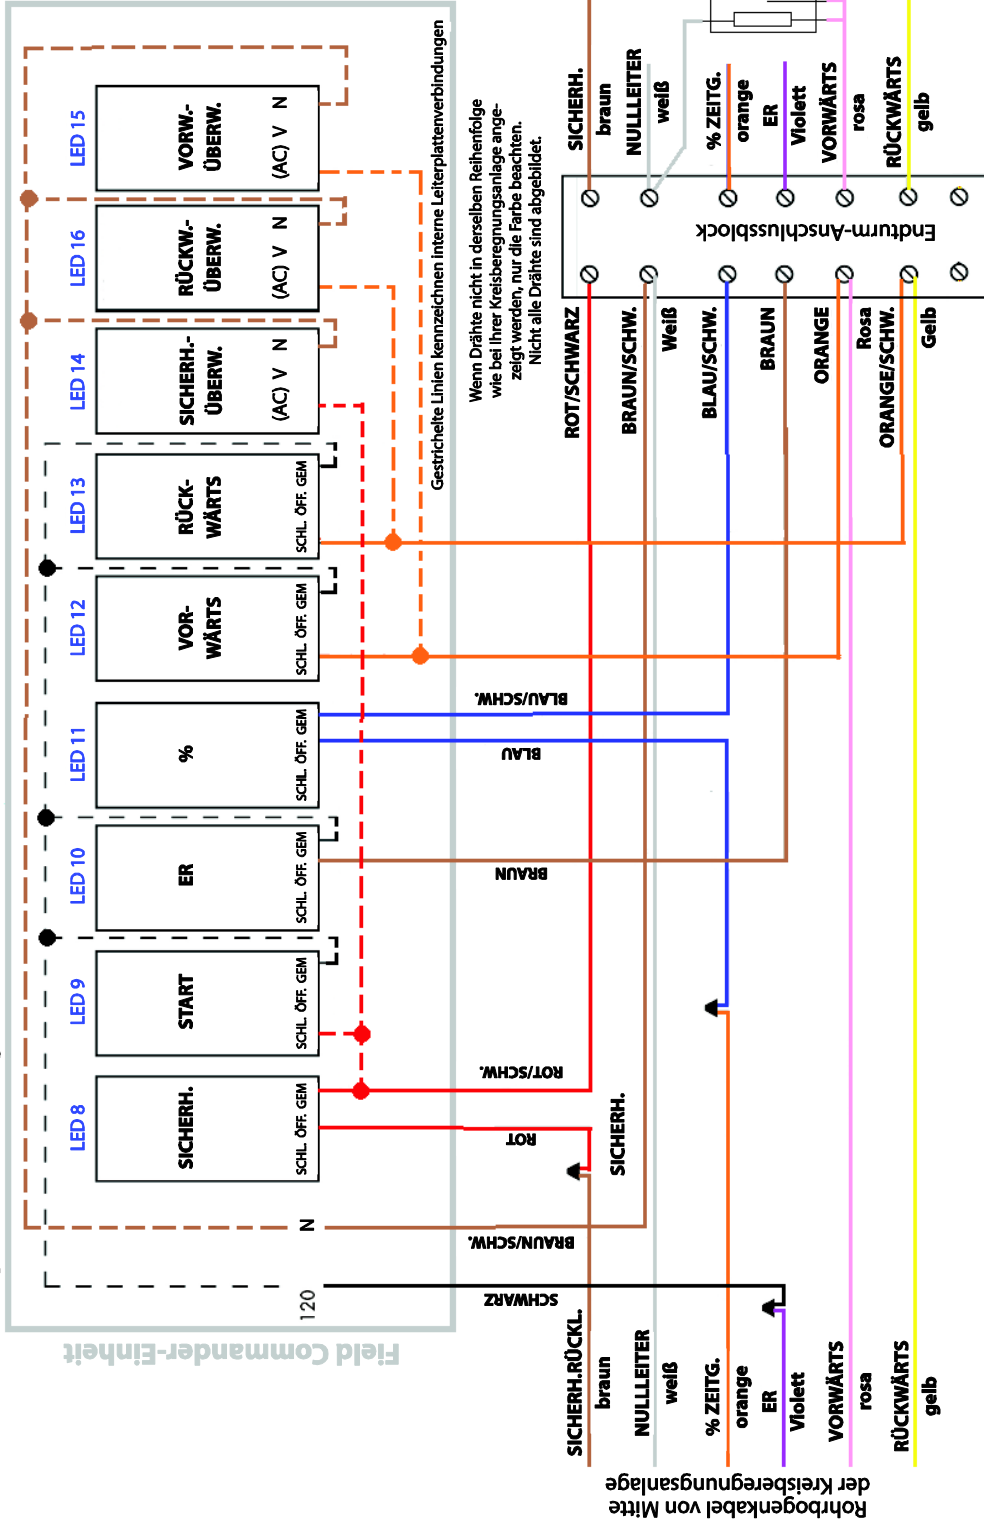 LED 15
VORW.-
ÜBERW.
(AC) V N
LED 16
RÜCKW.-
ÜBERW.
(AC) V N
LED 14
SICHERH.-
ÜBERW.
(AC) V N
LED 13
RÜCK-
WÄRTS
SCHL. ÖFF. GEM
LED 12
VOR-
WÄRTS
SCHL. ÖFF. GEM
LED 11
%
SCHL. ÖFF. GEM
LED 10
ER
SCHL. ÖFF. GEM
LED 9
START
SCHL. ÖFF. GEM
LED 8
SICHERH.
SCHL. ÖFF. GEM
N
120
Field Commander-Einheit
Gestrichelte Linien kennzeichnen interne Leiterplattenverbindungen
Wenn Drähte nicht in derselben Reihenfolge
wie bei Ihrer Kreisberegnungsanlage ange-
zeigt werden, nur die Farbe beachten.
Nicht alle Drähte sind abgebildet.
BLAU/SCHW.
BLAU
BRAUN
ROT/SCHW.
ROT
SICHERH.
BRAUN/SCHW.
SCHWARZ
SICHERH.
braun
NULLLEITER
weiß
% ZEITG.
orange
ER
Violett
VORWÄRTS
rosa
RÜCKWÄRTS
gelb
Endturm-Anschlussblock
ROT/SCHWARZ
BRAUN/SCHW.
Weiß
BLAU/SCHW.
BRAUN
ORANGE
Rosa
ORANGE/SCHW.
Gelb
SICHERH.RÜCKL.
braun
NULLLEITER
weiß
% ZEITG.
orange
ER
Violett
VORWÄRTS
rosa
RÜCKWÄRTS
gelb
Rohrbogenkabel von Mitte
der Kreisberegnungsanlage